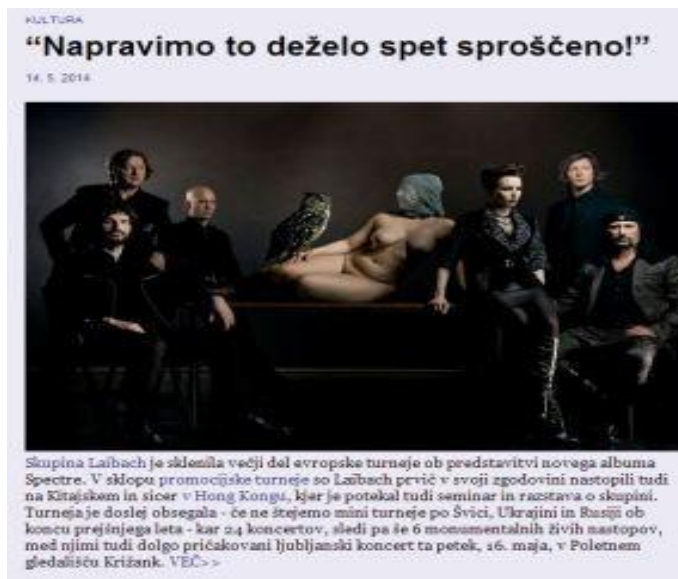 KULTURA
“Napravimo to deželo spet sproščeno!”
14. 5. 2014
Skupina Laibach je sklenila večji del evropske turneje ob predstavitvi novega albuma
Spectre. V sklopu promocijske turneje so Laibach prvič v svoji zgodovini nastopili tudi
na Kitajskem in sicer v Hong Kongu, kjer je potekal tudi seminar in razstava o skupini.
Turneja je doslej obsegala - če ne štejemo mini turneje po Švici, Ukrajini in Rusiji ob
koncu prejšnjega leta - kar 24 koncertov, sledi pa še 6 monumentalnih živih nastopov,
med njimi tudi dolgo pričakovani ljubljanski koncert ta petek, 16. maja, v Poletnem
gledališču Križank. VEČ>>